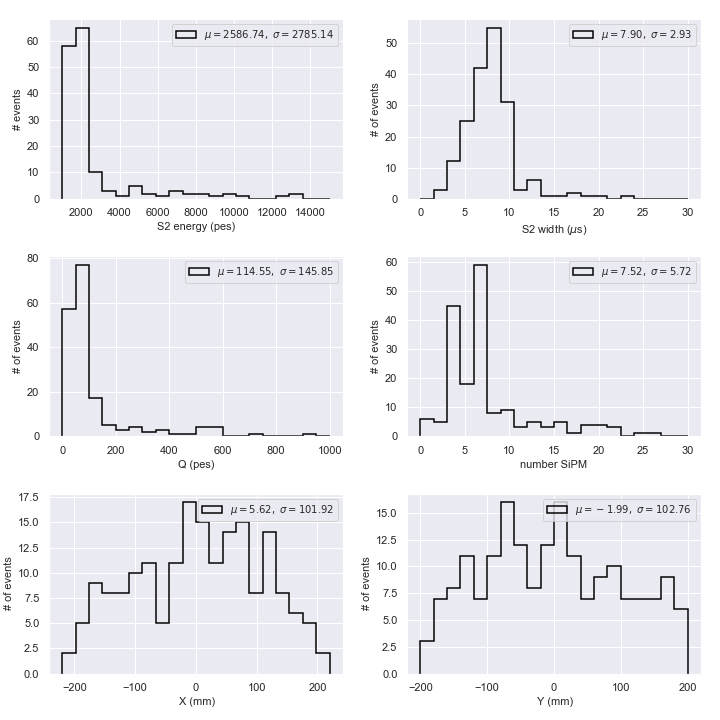 μ = 2586.74, σ = 2785.14
# events
60
50
40
30
20
10
0
2000 4000 6000 8000 10000 12000 14000
S2 energy (pes)
μ = 7.90, σ = 2.93
# of events
50
40
30
20
10
0
0 5 10 15 20 25 30
S2 width (μs)
μ = 114.55, σ = 145.85
# of events
80
60
40
20
0
0 200 400 600 800 1000
Q (pes)
μ = 7.52, σ = 5.72
# of events
60
50
40
30
20
10
0
0 5 10 15 20 25 30
number SiPM
μ = 5.62, σ = 101.92
# of events
17.5
15.0
12.5
10.0
7.5
5.0
2.5
0.0
−200 −100 0 100 200
X (mm)
μ = − 1.99, σ = 102.76
# of events
15.0
12.5
10.0
7.5
5.0
2.5
0.0
−200 −100 0 100 200
Y (mm)